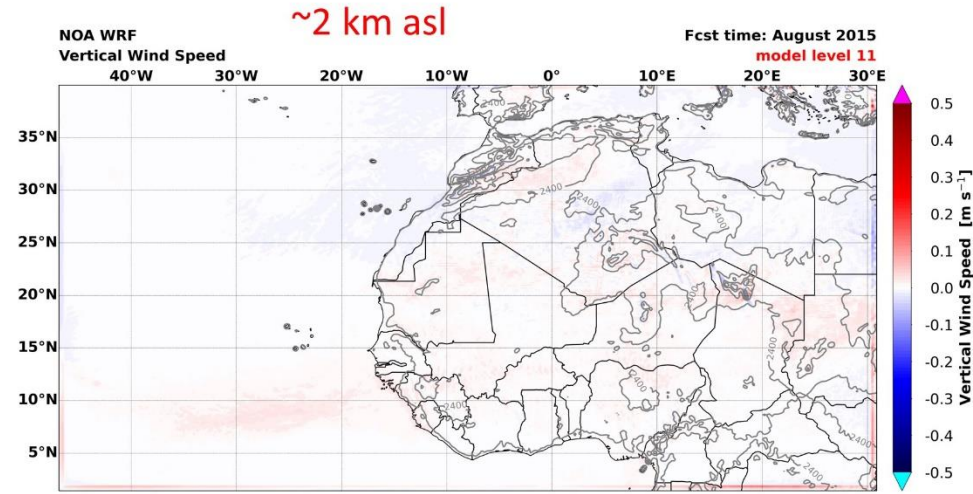 ~2 km asl
NOA WRF
Fcst time: August 2015
Vertical Wind Speed
model level 11
40°W 30°W 20°W 10°W 0° 10°E 20°E 30°E
35°N
30°N
25°N
20°N
15°N
10°N
5°N
2400
2400
2400
2400
2400
2400
2400
2400
0.5
0.4
0.3
0.2
0.1
0.0
-0.1
-0.2
-0.3
-0.4
-0.5
Vertical Wind Speed [m s⁻¹]